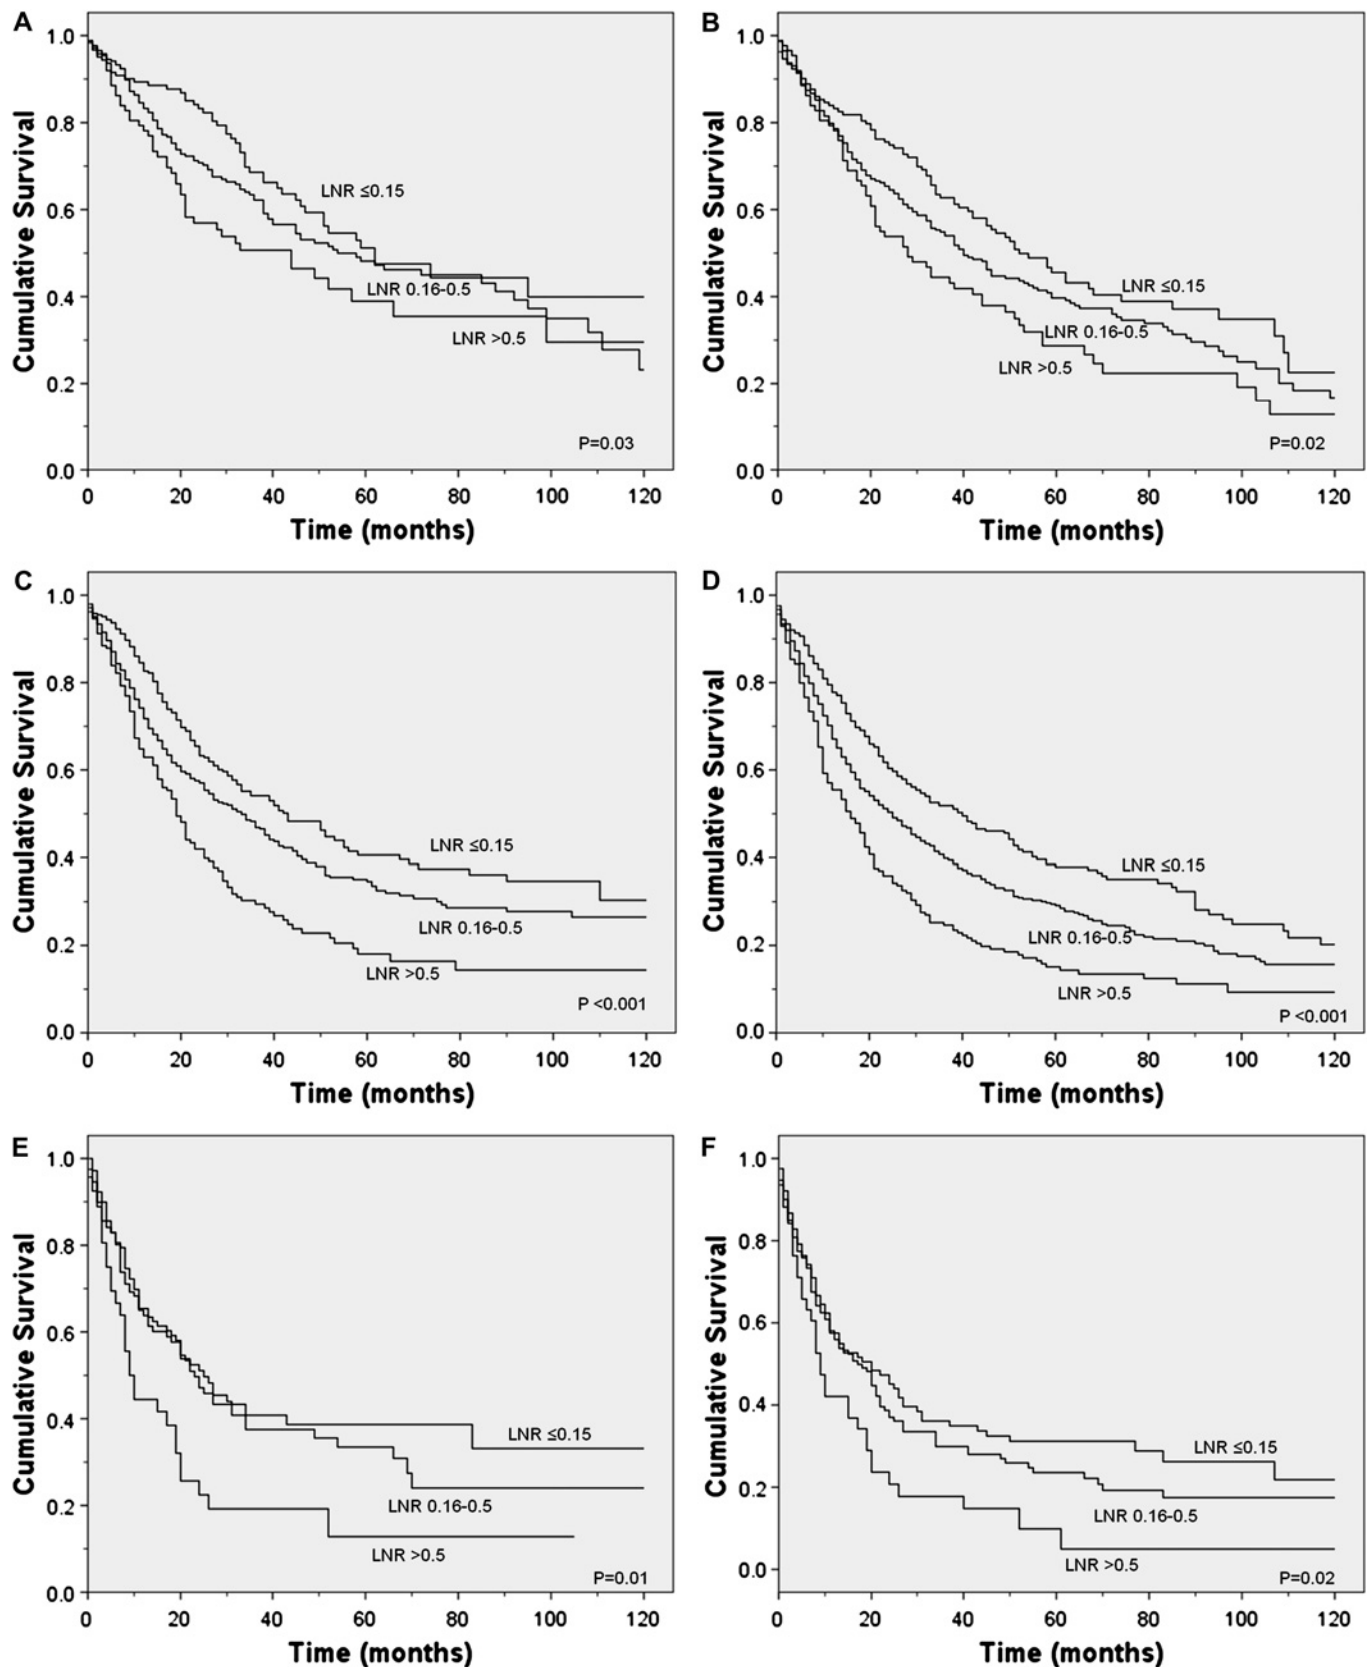 A
Cumulative Survival
1.0
0.8
0.6
0.4
0.2
0.0
LNR ≤0.15
LNR 0.16-0.5
LNR >0.5
P=0.03
0 20 40 60 80 100 120
Time (months)
B
Cumulative Survival
1.0
0.8
0.6
0.4
0.2
0.0
LNR ≤0.15
LNR 0.16-0.5
LNR >0.5
P=0.02
0 20 40 60 80 100 120
Time (months)
C
Cumulative Survival
1.0
0.8
0.6
0.4
0.2
0.0
LNR ≤0.15
LNR 0.16-0.5
LNR >0.5
P <0.001
0 20 40 60 80 100 120
Time (months)
D
Cumulative Survival
1.0
0.8
0.6
0.4
0.2
0.0
LNR ≤0.15
LNR 0.16-0.5
LNR >0.5
P <0.001
0 20 40 60 80 100 120
Time (months)
E
Cumulative Survival
1.0
0.8
0.6
0.4
0.2
0.0
LNR ≤0.15
LNR 0.16-0.5
LNR >0.5
P=0.01
0 20 40 60 80 100 120
Time (months)
F
Cumulative Survival
1.0
0.8
0.6
0.4
0.2
0.0
LNR ≤0.15
LNR 0.16-0.5
LNR >0.5
P=0.02
0 20 40 60 80 100 120
Time (months)